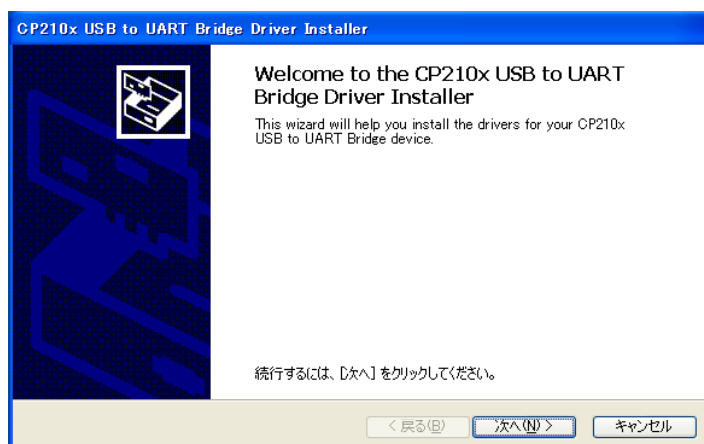 CP210x USB to UART Bridge Driver Installer
Welcome to the CP210x USB to UART
Bridge Driver Installer
This wizard will help you install the drivers for your CP210x
USB to UART Bridge device.
続行するには、[次へ] をクリックしてください。
< 戻る(B)
次へ(N) >
キャンセル